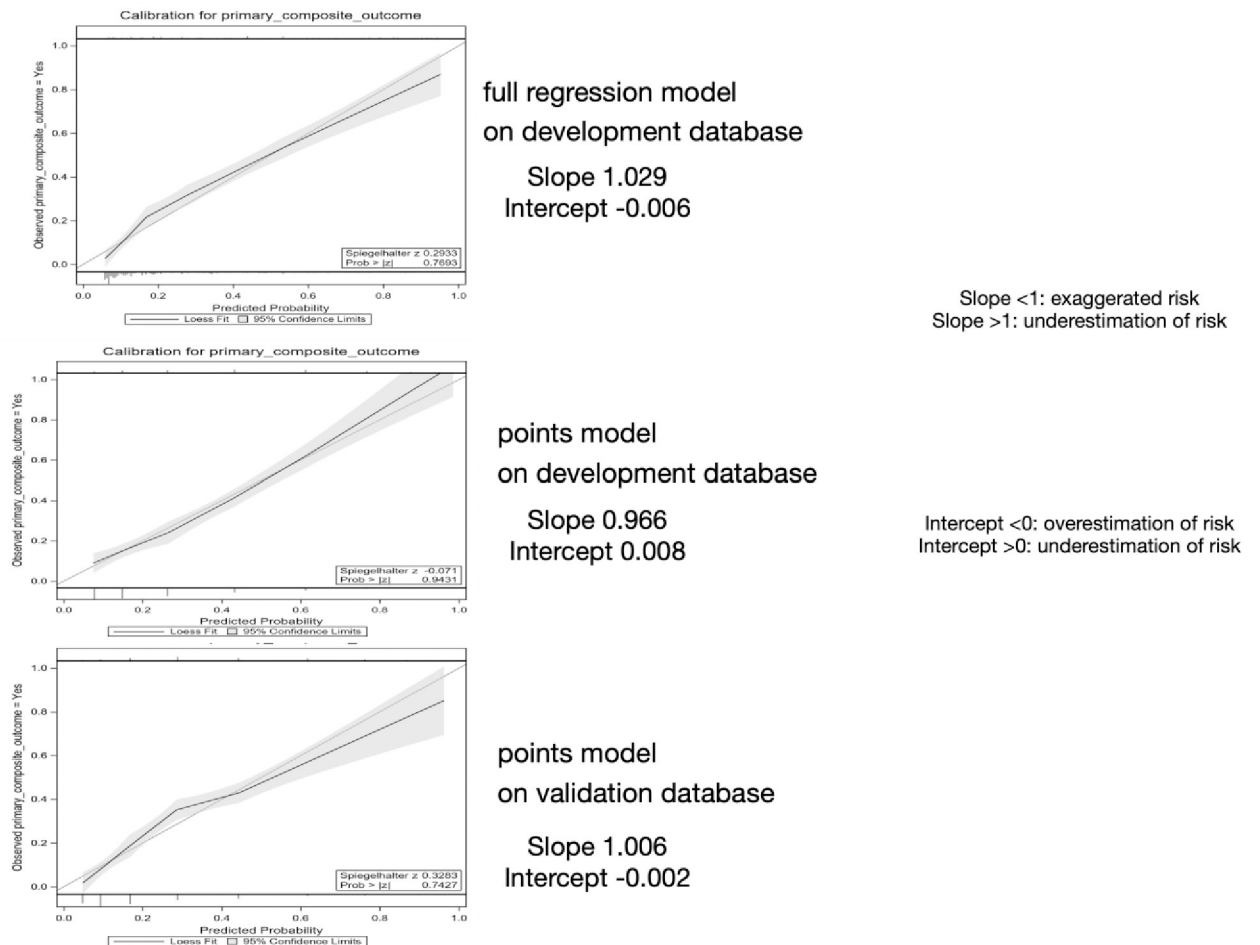 Calibration for primary_composite_outcome
Observed primary_composite_outcome = Yes
1.0
0.8
0.6
0.4
0.2
0.0
Spiegelhalter z 0.2933
Prob > |z| 0.7693
0.0 0.2 0.4 0.6 0.8 1.0
Predicted Probability
Loess Fit 95% Confidence Limits
full regression model
on development database
Slope 1.029
Intercept -0.006
Slope <1: exaggerated risk
Slope >1: underestimation of risk
Calibration for primary_composite_outcome
Observed primary_composite_outcome = Yes
1.0
0.8
0.6
0.4
0.2
0.0
Spiegelhalter z -0.071
Prob > |z| 0.9431
0.0 0.2 0.4 0.6 0.8 1.0
Predicted Probability
Loess Fit 95% Confidence Limits
points model
on development database
Slope 0.966
Intercept 0.008
Intercept <0: overestimation of risk
Intercept >0: underestimation of risk
Observed primary_composite_outcome = Yes
1.0
0.8
0.6
0.4
0.2
0.0
Spiegelhalter z 0.3283
Prob > |z| 0.7427
0.0 0.2 0.4 0.6 0.8 1.0
Predicted Probability
Loess Fit 95% Confidence Limits
points model
on validation database
Slope 1.006
Intercept -0.002